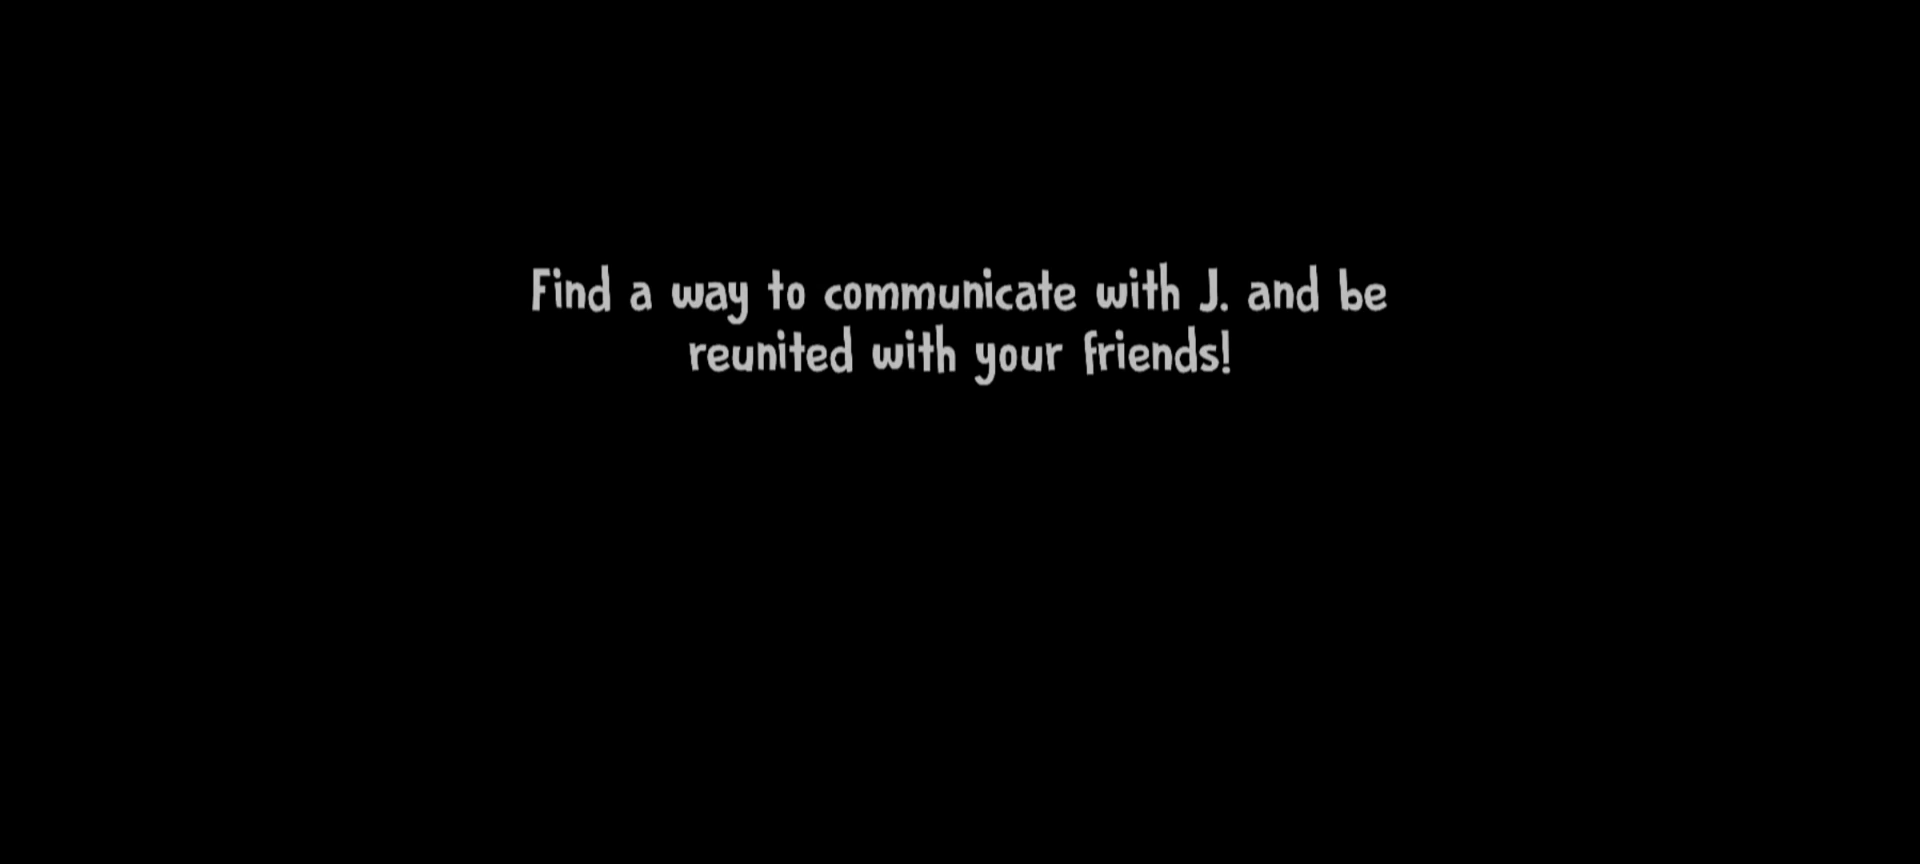 Find a way to communicate with J. and be
reunited with your friends!